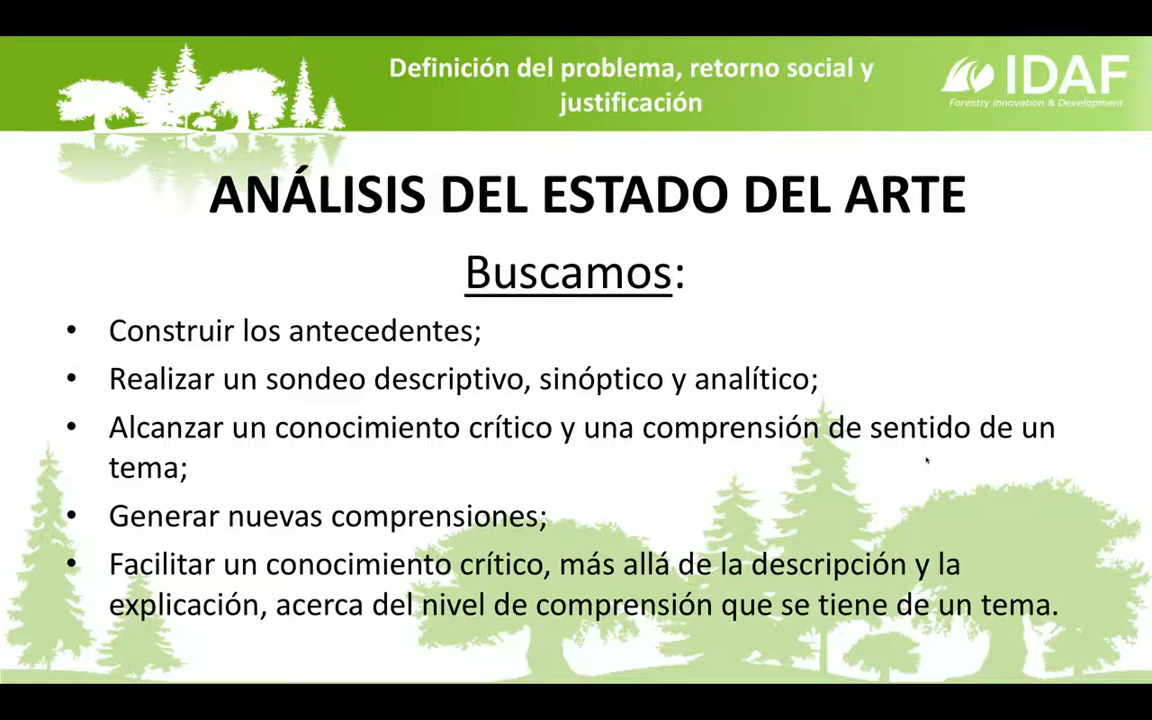 Definición del problema, retorno social y
justificación
IDAF
Forestry Innovation & Development
ANÁLISIS DEL ESTADO DEL ARTE
Buscamos:
• Construir los antecedentes;
• Realizar un sondeo descriptivo, sinóptico y analítico;
• Alcanzar un conocimiento crítico y una comprensión de sentido de un
tema;
• Generar nuevas comprensiones;
• Facilitar un conocimiento crítico, más allá de la descripción y la
explicación, acerca del nivel de comprensión que se tiene de un tema.